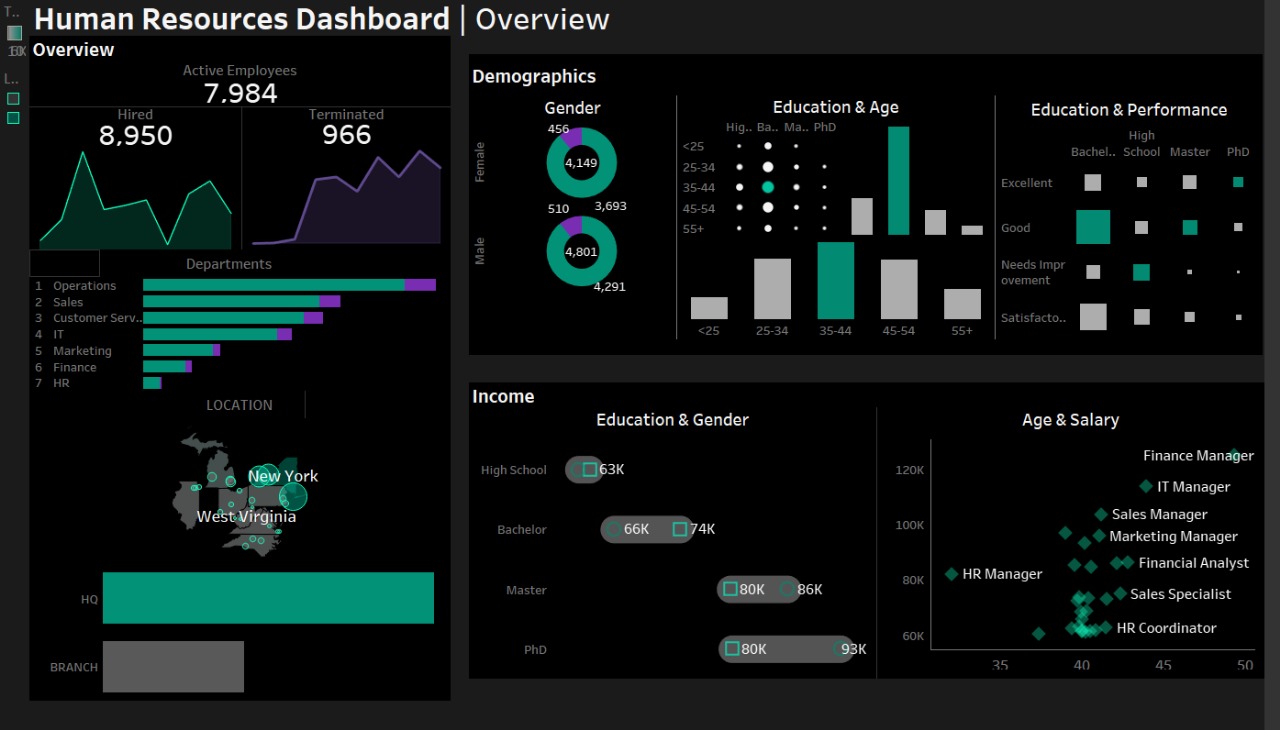 Human Resources Dashboard | Overview
T..
L..
Overview
Active Employees
7,984
Hired
8,950
Terminated
966
Departments
1 Operations
2 Sales
3 Customer Serv..
4 IT
5 Marketing
6 Finance
7 HR
LOCATION
New York
West Virginia
HQ
BRANCH
Demographics
Gender
Female
456
4,149
3,693
Male
510
4,801
4,291
Education & Age
Hig.. Ba.. Ma.. PhD
<25
25-34
35-44
45-54
55+
<25 25-34 35-44 45-54 55+
Education & Performance
Bachel.. High School Master PhD
Excellent
Good
Needs Impr
ovement
Satisfacto..
Income
Education & Gender
High School 63K
Bachelor 66K 74K
Master 80K 86K
PhD 80K 93K
Age & Salary
120K
100K
80K
60K
Finance Manager
IT Manager
Sales Manager
Marketing Manager
Financial Analyst
HR Manager
Sales Specialist
HR Coordinator
35 40 45 50